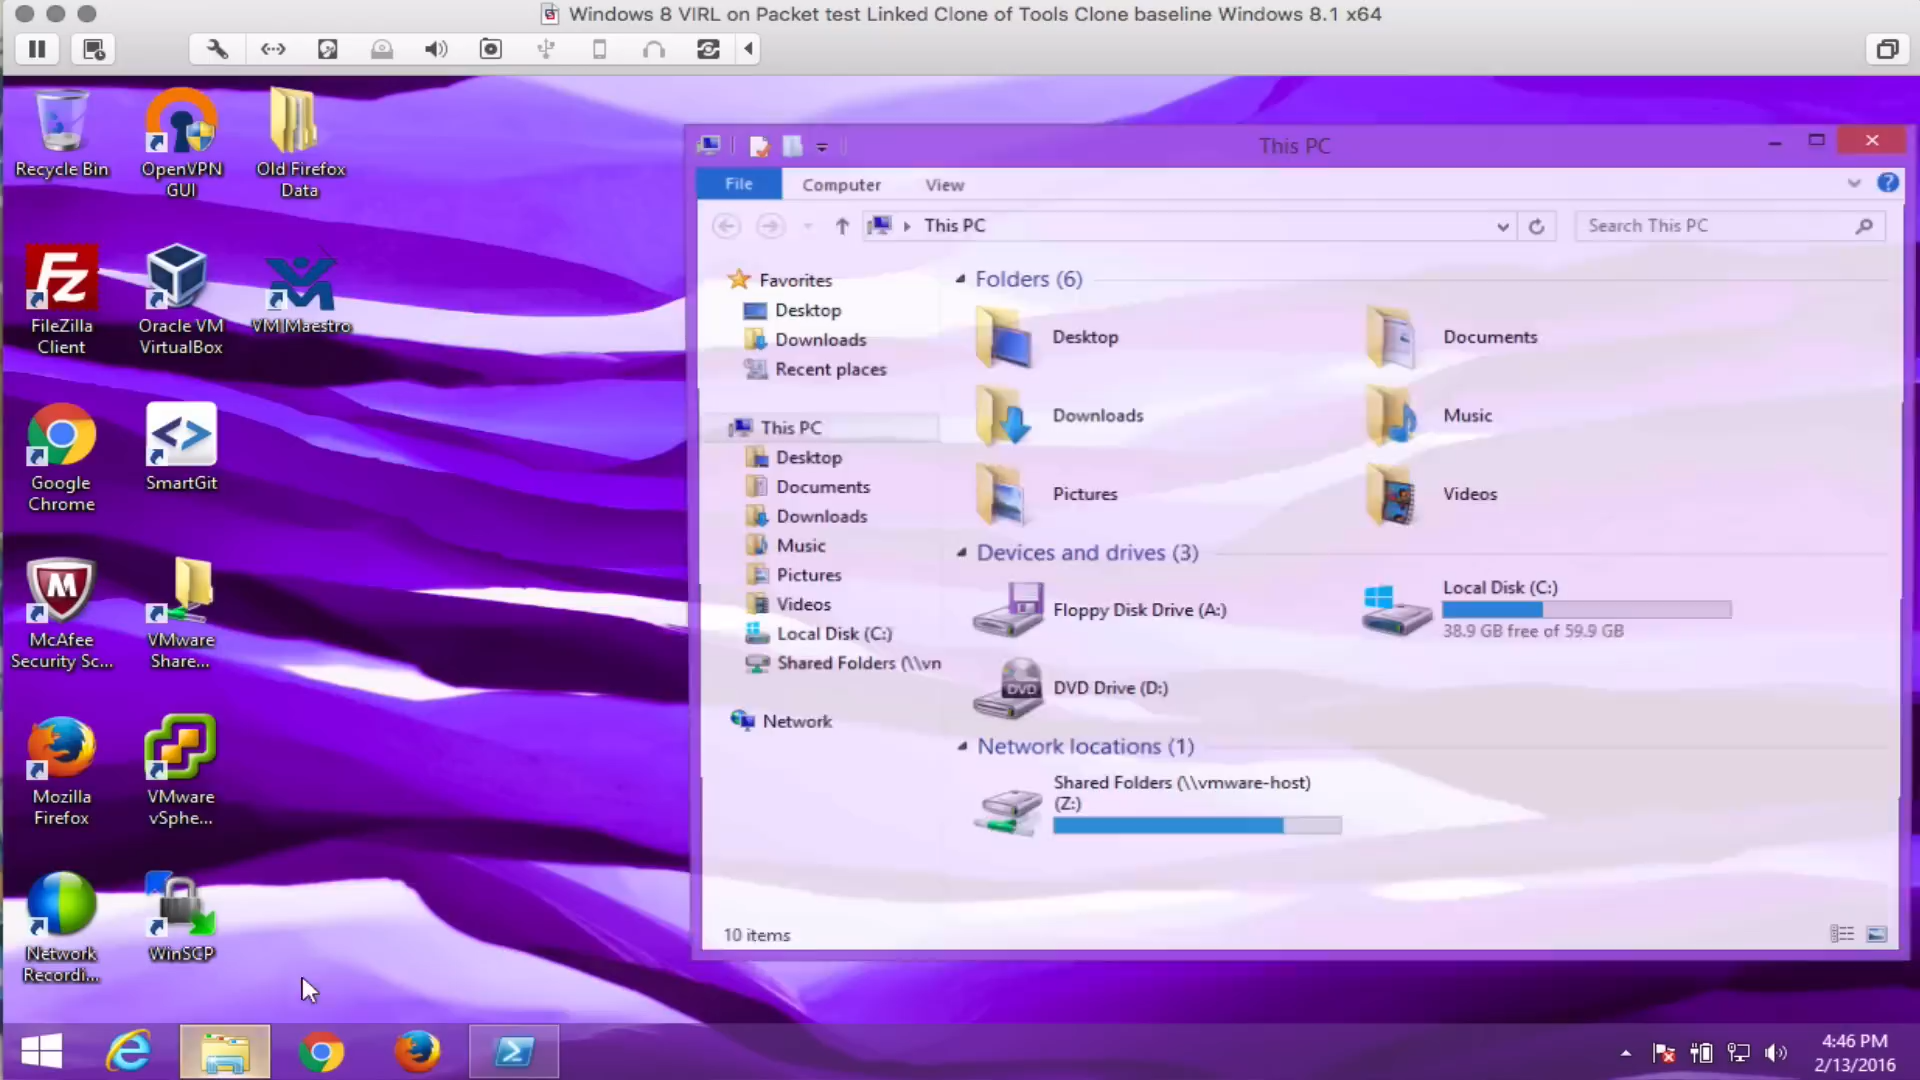 Windows 8 VIRL on Packet test Linked Clone of Tools Clone baseline Windows 8.1 x64
Recycle Bin
OpenVPN
GUI
Old Firefox
Data
FileZilla
Client
Oracle VM
VirtualBox
VM Maestro
Google
Chrome
SmartGit
McAfee
Security Sc...
VMware
Share...
Mozilla
Firefox
VMware
vSphe...
Network
Recordi...
WinSCP
This PC
File
Computer
View
This PC
Search This PC
Favorites
Desktop
Downloads
Recent places
This PC
Desktop
Documents
Downloads
Music
Pictures
Videos
Local Disk (C:)
Shared Folders (\\vn
Network
Folders (6)
Desktop
Documents
Downloads
Music
Pictures
Videos
Devices and drives (3)
Floppy Disk Drive (A:)
Local Disk (C:)
38.9 GB free of 59.9 GB
DVD
DVD Drive (D:)
Network locations (1)
Shared Folders (\\vmware-host)
(Z:)
10 items
4:46 PM
2/13/2016